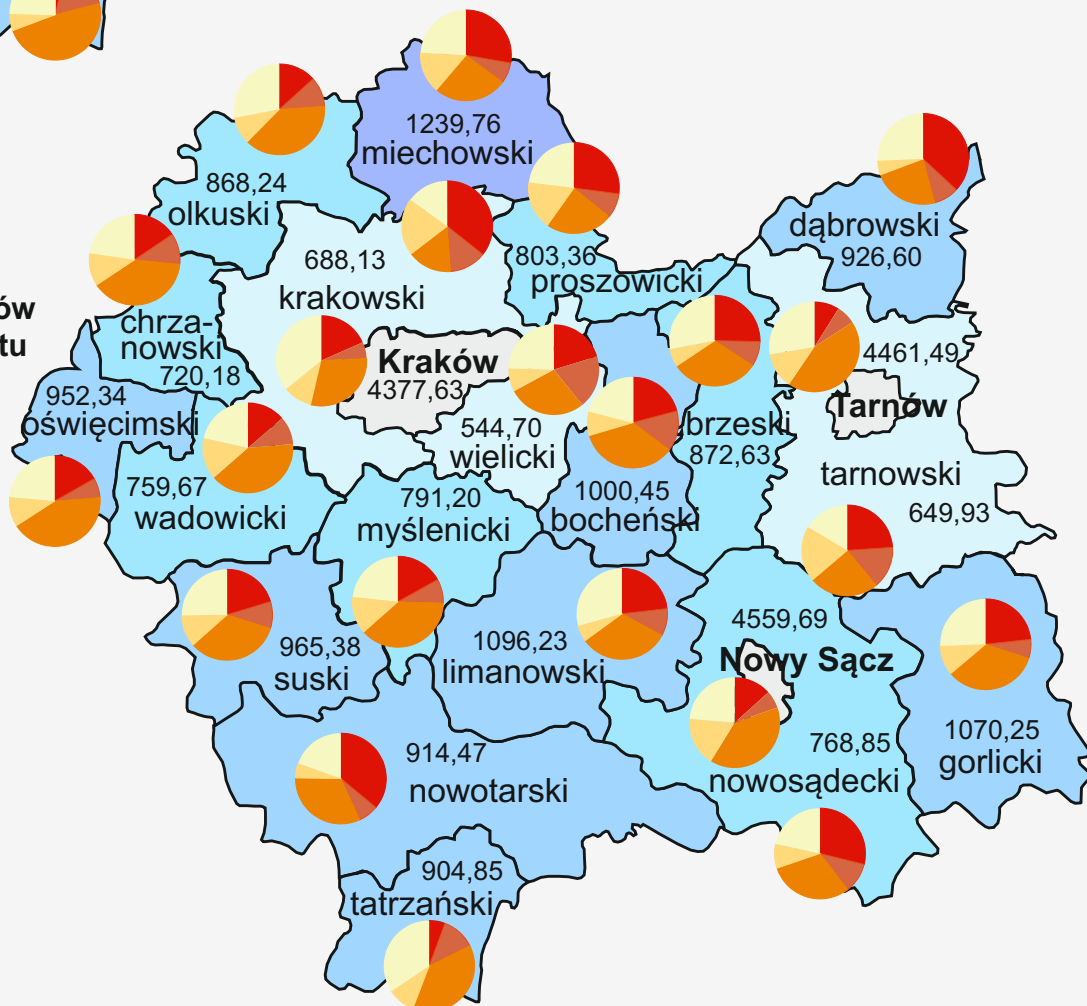 1239,76
miechowski
868,24
olkuski
dąbrowski
926,60
803,36
proszowicki
688,13
krakowski
ów
tu
chrza-
nowski
720,18
Kraków
4377,63
4461,49
Tarnów
952,34
oświęcimski
544,70
wielicki
brzeski
872,63
tarnowski
649,93
759,67
wadowicki
791,20
myślenicki
1000,45
bocheński
965,38
suski
1096,23
limanowski
4559,69
Nowy Sącz
768,85
nowosądecki
1070,25
gorlicki
914,47
nowotarski
904,85
tatrzański